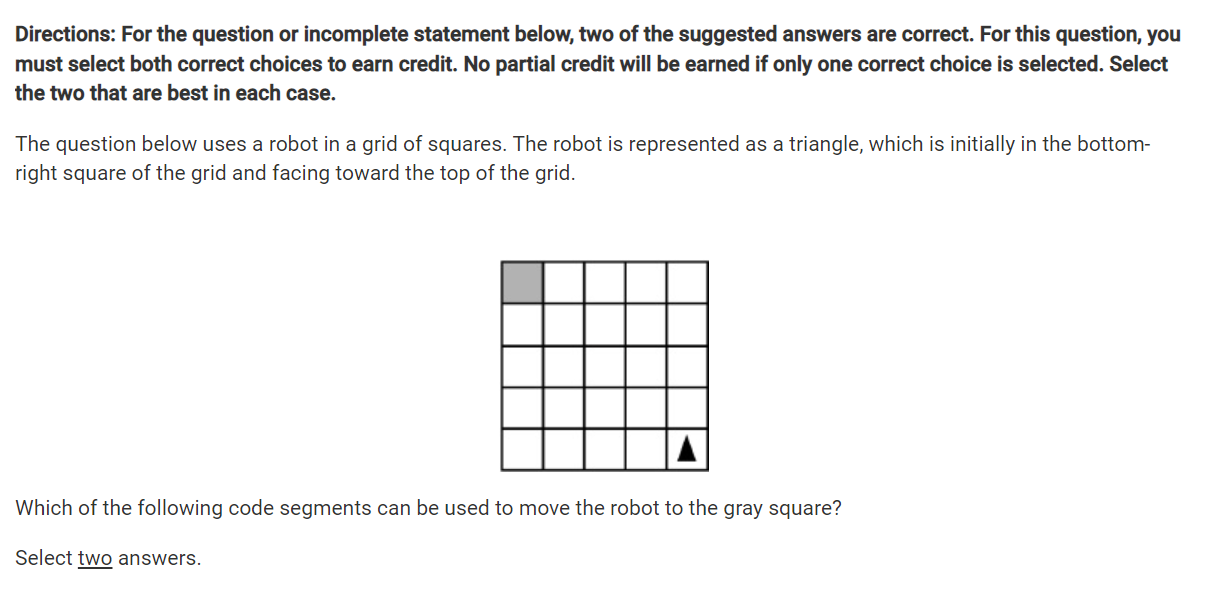 Directions: For the question or incomplete statement below, two of the suggested answers are correct. For this question, you
must select both correct choices to earn credit. No partial credit will be earned if only one correct choice is selected. Select
the two that are best in each case.
The question below uses a robot in a grid of squares. The robot is represented as a triangle, which is initially in the bottom-
right square of the grid and facing toward the top of the grid.
Which of the following code segments can be used to move the robot to the gray square?
Select two answers.